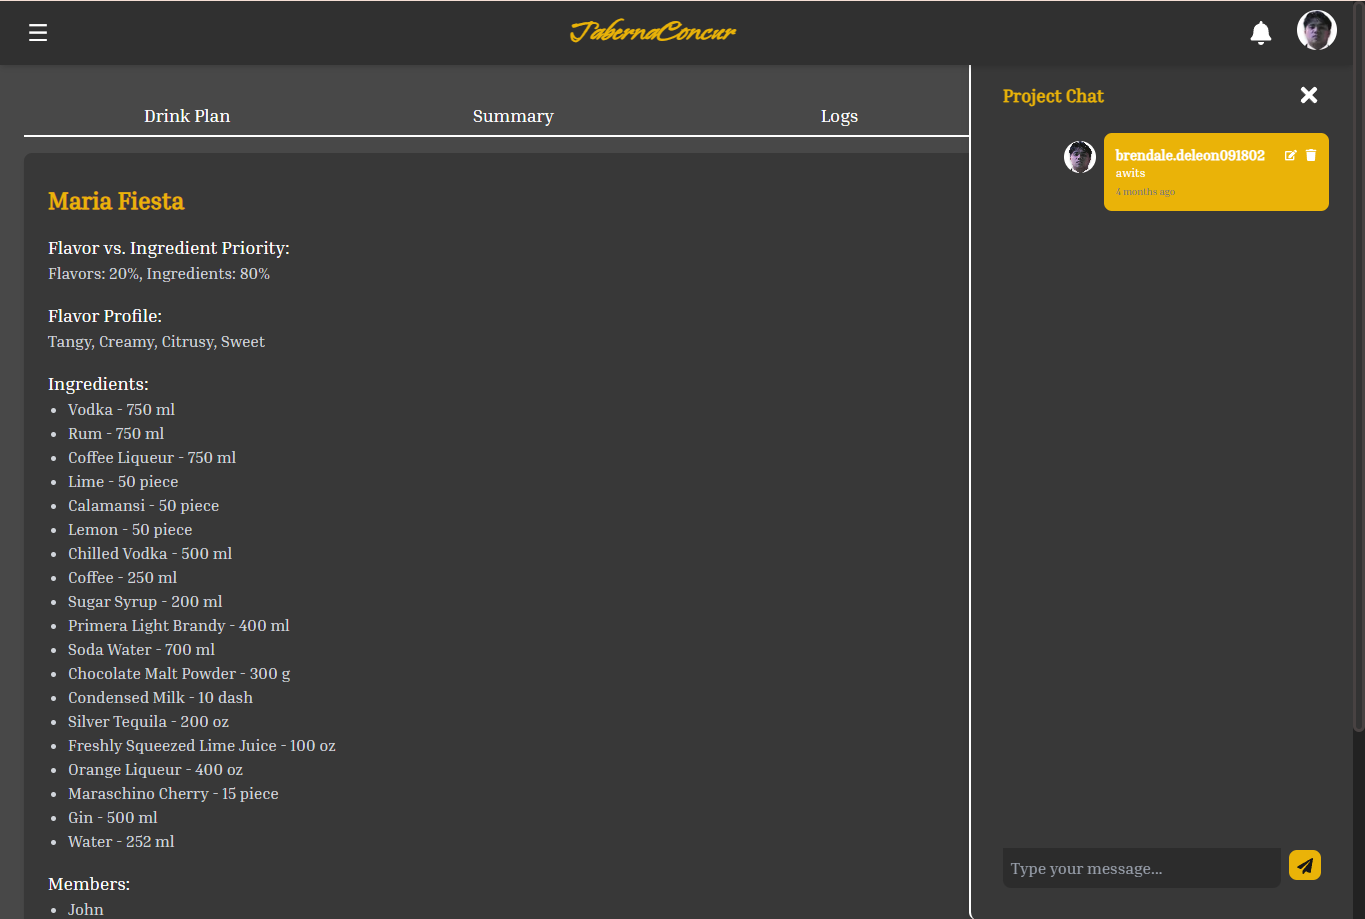 TabernaConcur
Drink Plan
Summary
Logs
Maria Fiesta
Flavor vs. Ingredient Priority:
Flavors: 20%, Ingredients: 80%
Flavor Profile:
Tangy, Creamy, Citrusy, Sweet
Ingredients:
Vodka - 750 ml
Rum - 750 ml
Coffee Liqueur - 750 ml
Lime - 50 piece
Calamansi - 50 piece
Lemon - 50 piece
Chilled Vodka - 500 ml
Coffee - 250 ml
Sugar Syrup - 200 ml
Primera Light Brandy - 400 ml
Soda Water - 700 ml
Chocolate Malt Powder - 300 g
Condensed Milk - 10 dash
Silver Tequila - 200 oz
Freshly Squeezed Lime Juice - 100 oz
Orange Liqueur - 400 oz
Maraschino Cherry - 15 piece
Gin - 500 ml
Water - 252 ml
Members:
John
Project Chat
brendale.deleon091802
awits
4 months ago
Type your message...